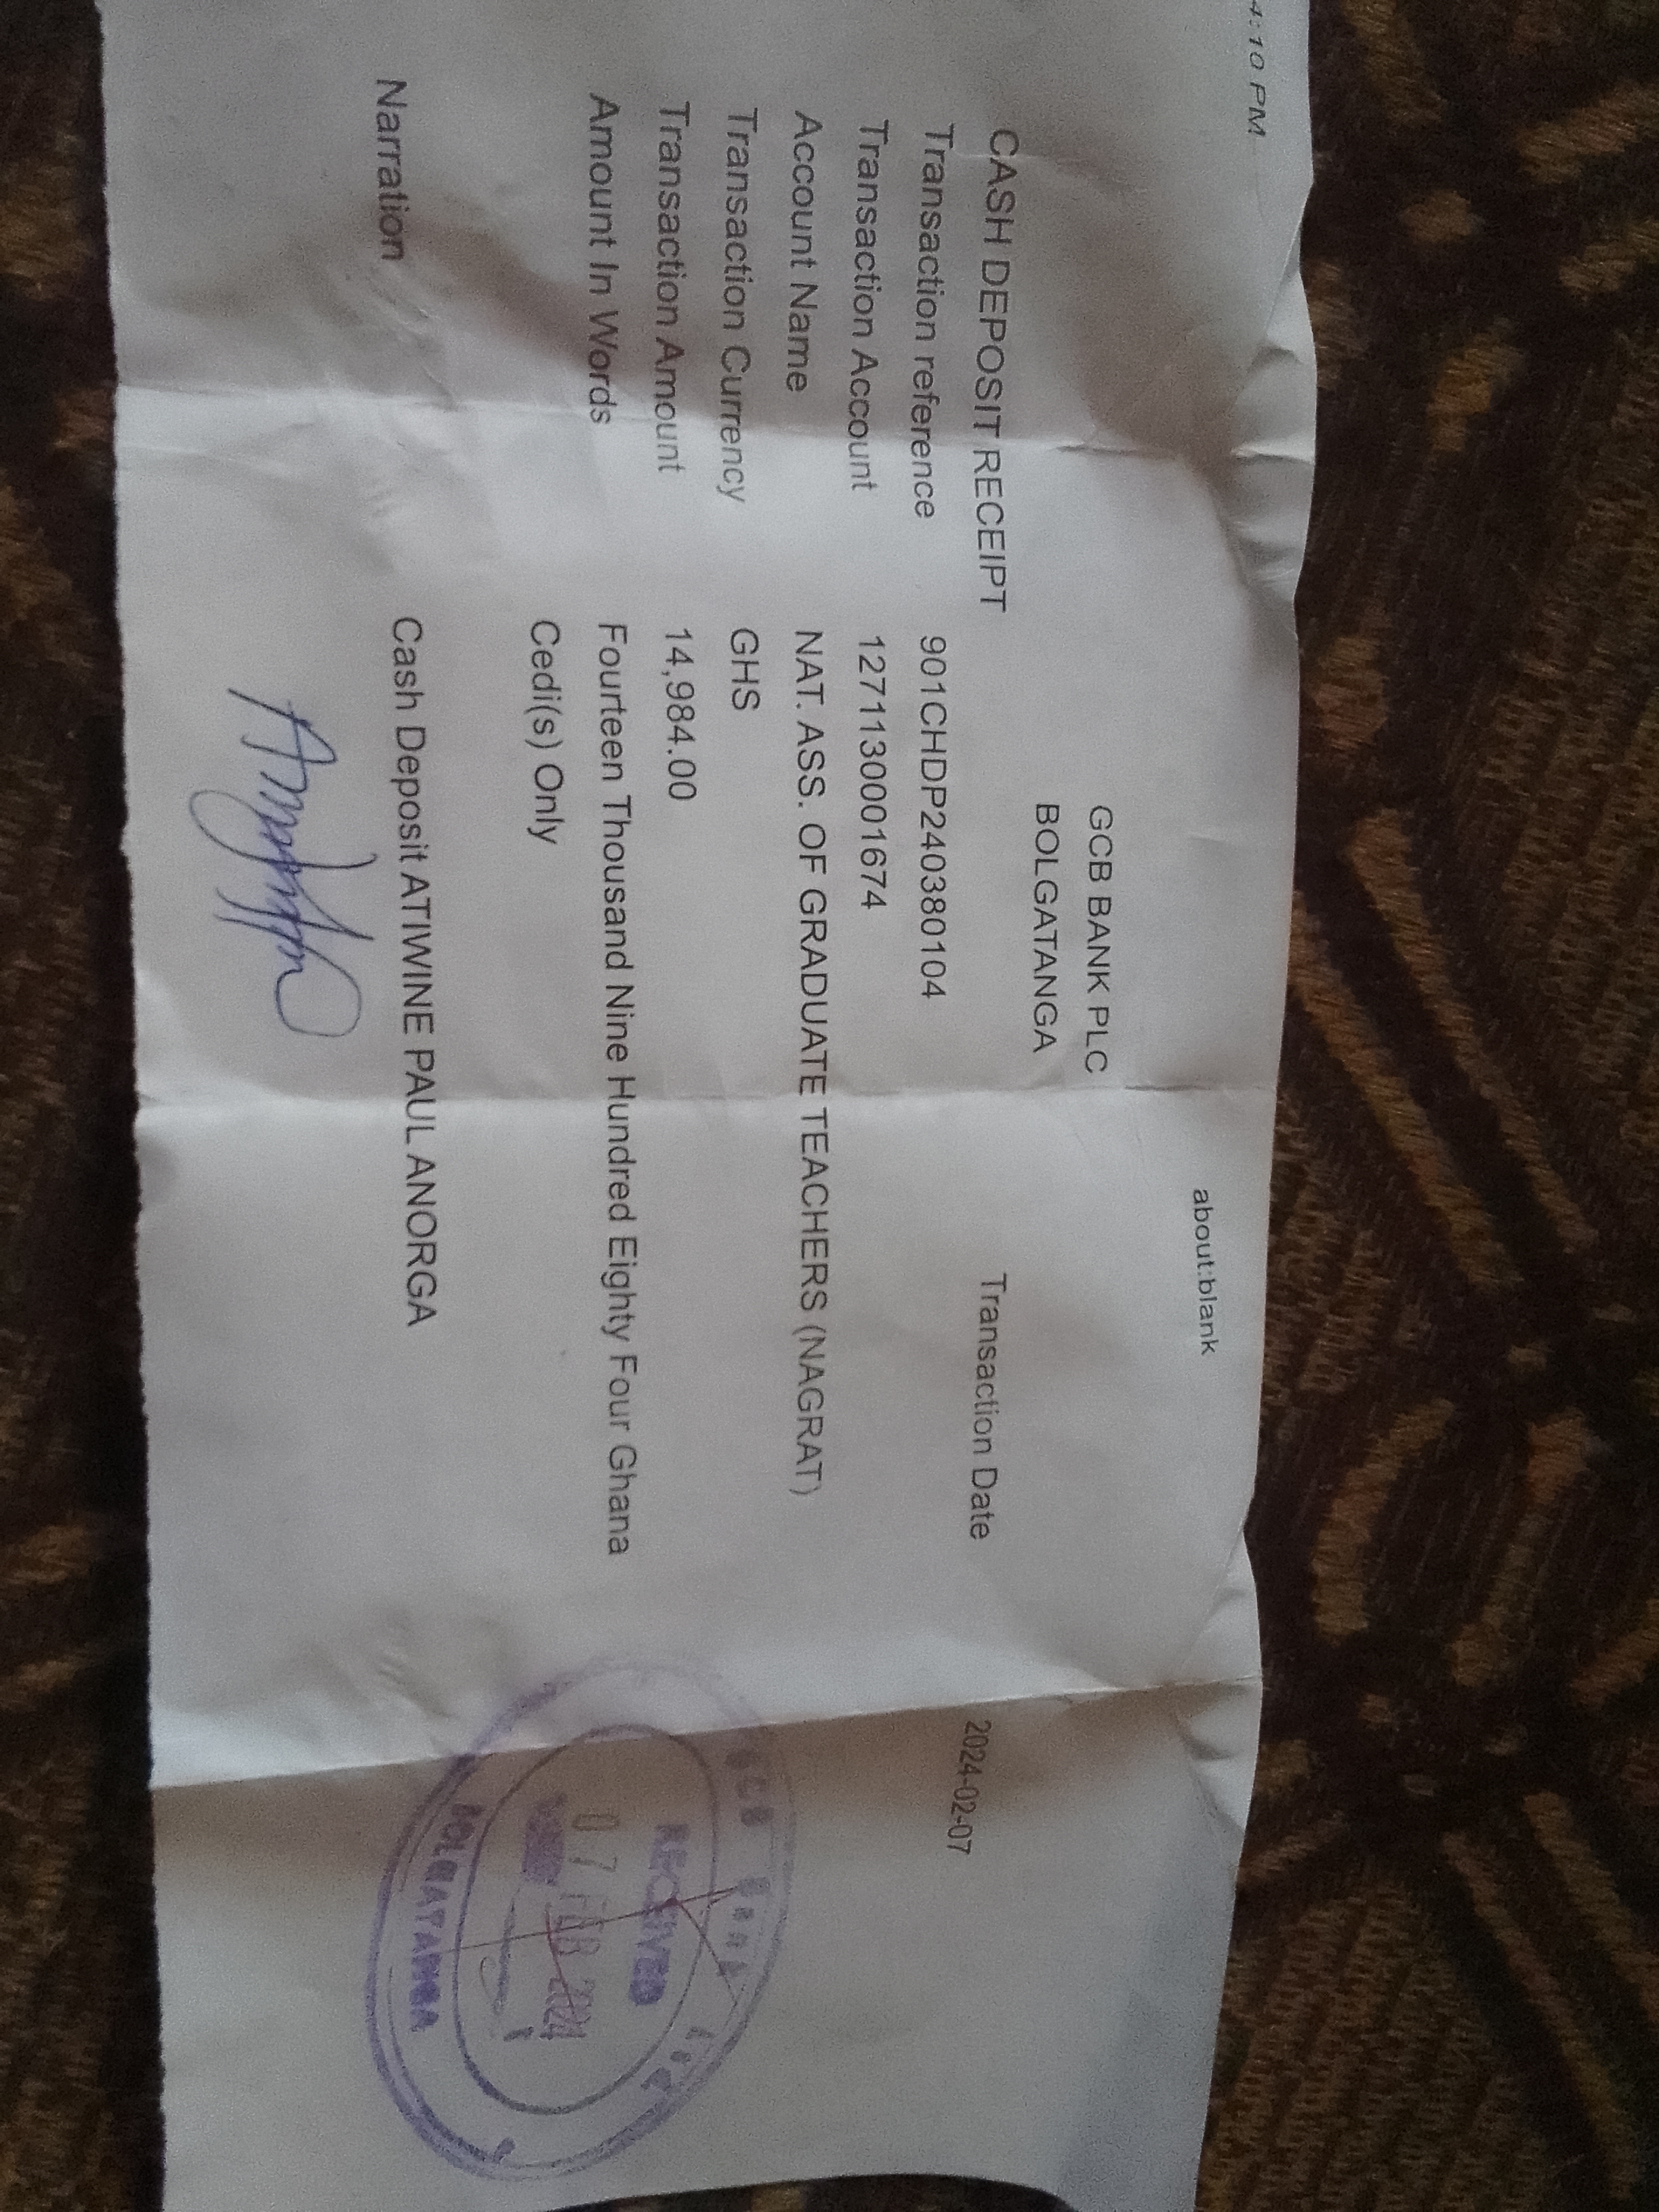 4:10 PM
about:blank
GCB BANK PLC
BOLGATANGA
CASH DEPOSIT RECEIPT
Transaction Date 2024-02-07
Transaction reference 901CHDP240380104
Transaction Account 1271130001674
Account Name NAT. ASS. OF GRADUATE TEACHERS (NAGRAT)
Transaction Currency GHS
Transaction Amount 14,984.00
Amount In Words Fourteen Thousand Nine Hundred Eighty Four Ghana
Cedi(s) Only
Narration Cash Deposit ATIWINE PAUL ANORGA
GCB BANK
RECEIVED
07 FEB 2024
BOLGATANGA